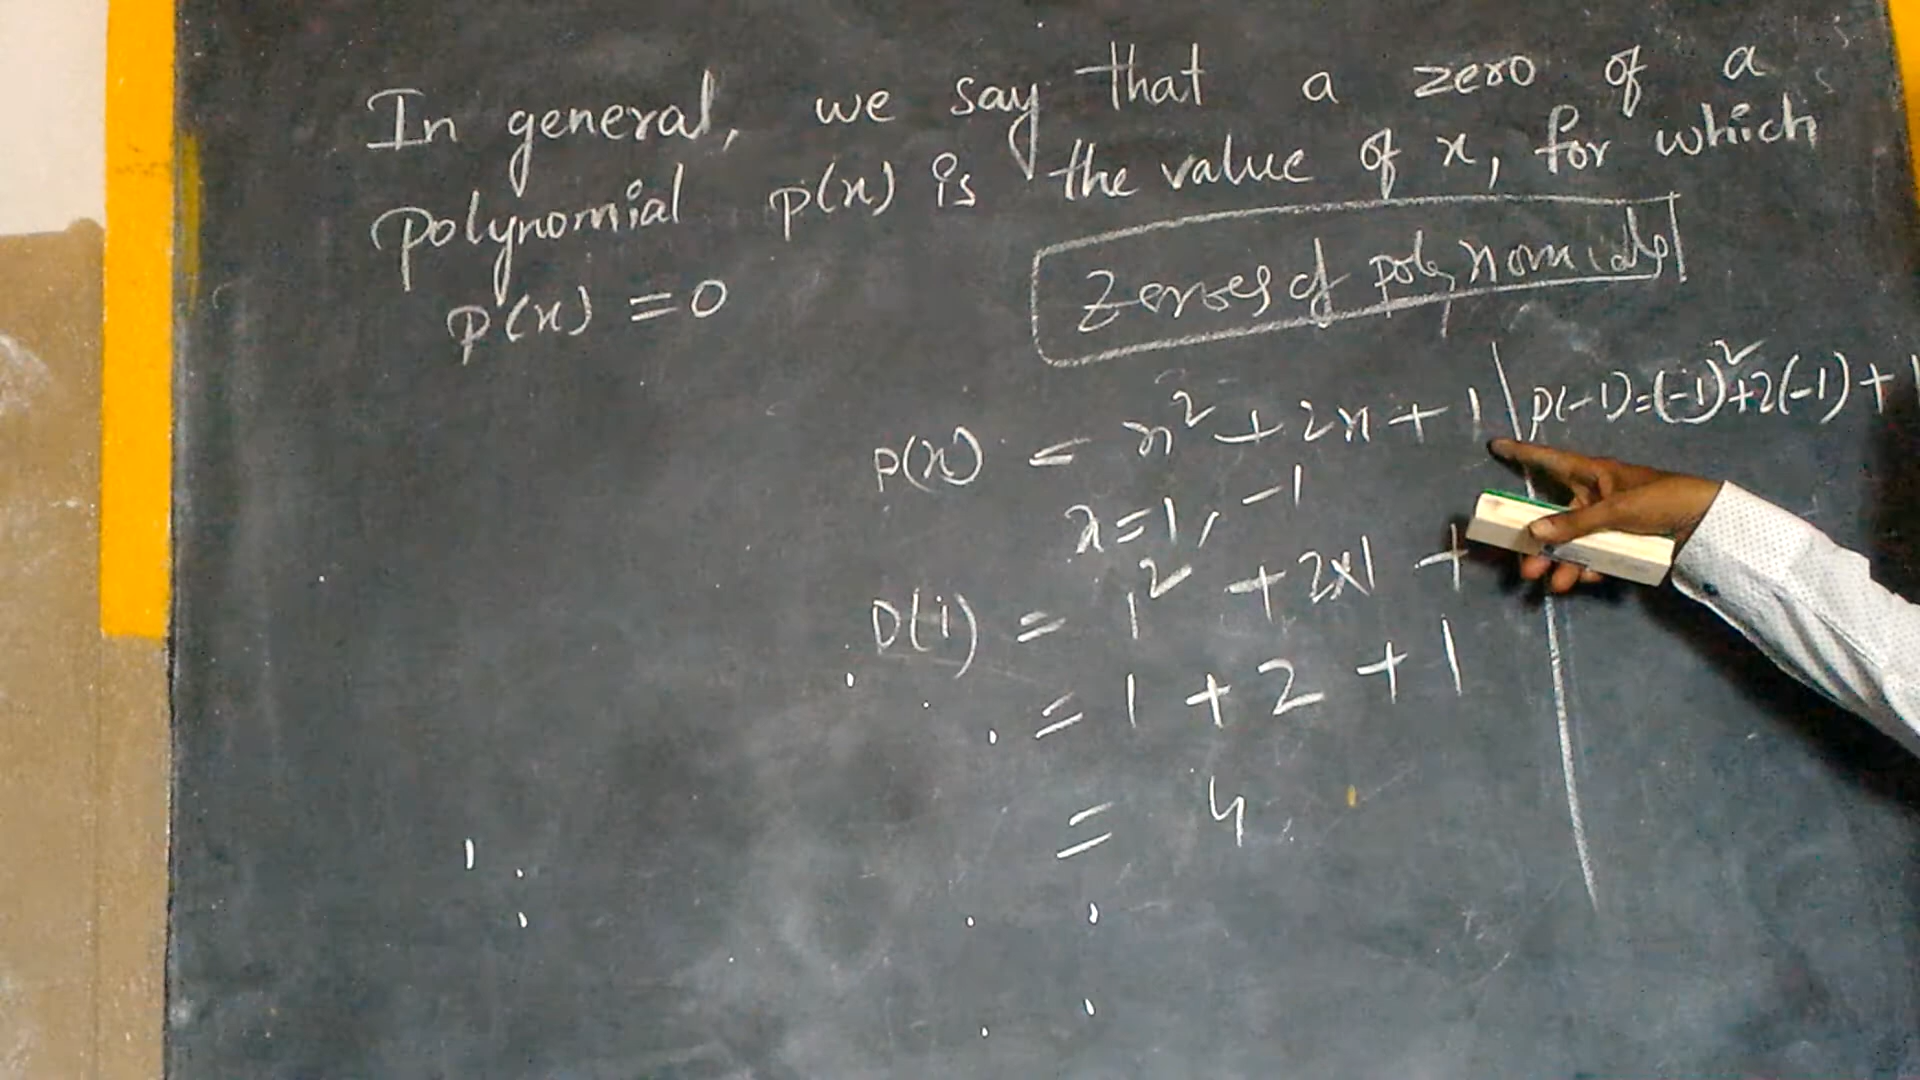 In general, we say that a zero of a
polynomial p(x) is the value of x, for which
p(x) = 0
Zeroes of polynomials
p(x) = x² + 2x + 1
p(-1)=(-1)²+2(-1)+1
x=1, -1
p(1) = 1² + 2×1 +
= 1 + 2 + 1
= 4